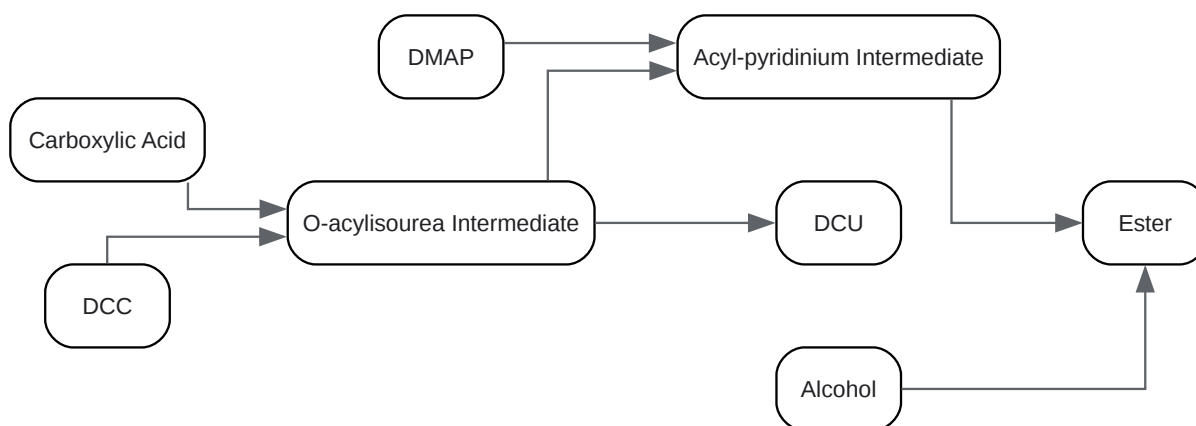 DMAP
Acyl-pyridinium Intermediate
Carboxylic Acid
O-acylisourea Intermediate
DCU
Ester
DCC
Alcohol